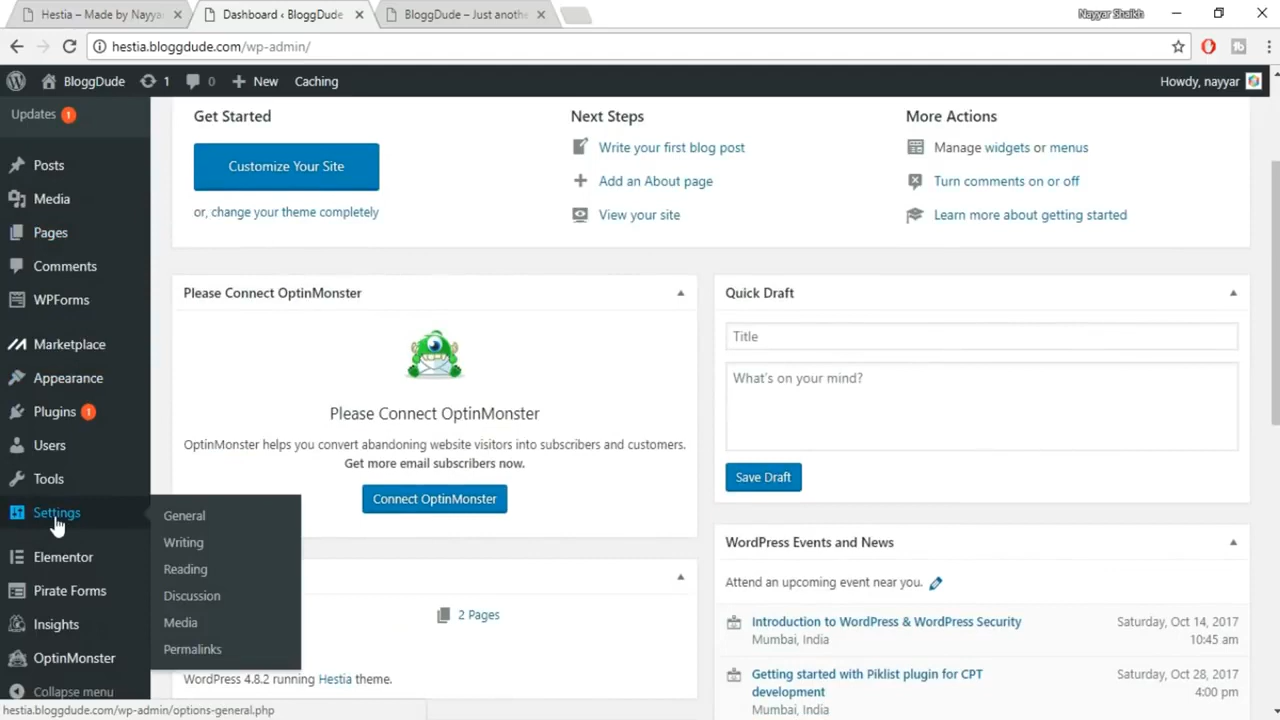 Hestia – Made by Nayya
Dashboard ‹ BloggDude
BloggDude – Just anothe
Nayyar Shaikh
hestia.bloggdude.com/wp-admin/
BloggDude
1
0
New
Caching
Howdy, nayyar
Updates 1
Posts
Media
Pages
Comments
WPForms
Marketplace
Appearance
Plugins 1
Users
Tools
Settings
Elementor
Pirate Forms
Insights
OptinMonster
Collapse menu
General
Writing
Reading
Discussion
Media
Permalinks
Get Started
Customize Your Site
or, change your theme completely
Next Steps
Write your first blog post
Add an About page
View your site
More Actions
Manage widgets or menus
Turn comments on or off
Learn more about getting started
Please Connect OptinMonster
Please Connect OptinMonster
OptinMonster helps you convert abandoning website visitors into subscribers and customers.
Get more email subscribers now.
Connect OptinMonster
2 Pages
WordPress 4.8.2 running Hestia theme.
Quick Draft
Title
What's on your mind?
Save Draft
WordPress Events and News
Attend an upcoming event near you.
Introduction to WordPress & WordPress Security
Mumbai, India
Saturday, Oct 14, 2017
10:45 am
Getting started with Piklist plugin for CPT
development
Mumbai, India
Saturday, Oct 28, 2017
4:00 pm
hestia.bloggdude.com/wp-admin/options-general.php